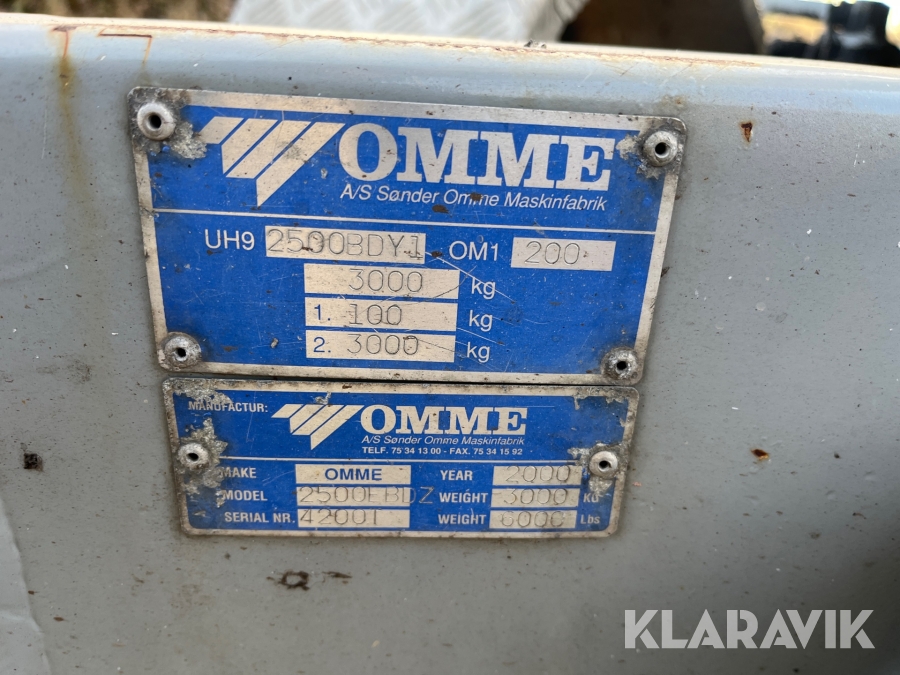 OMME
A/S Sønder Omme Maskinfabrik
UH9 2500BDY1 OM1 200
3000 kg
1. 100 kg
2. 3000 kg
MANUFACTUR: OMME
A/S Sønder Omme Maskinfabrik
TELF. 75 34 13 00 - FAX. 75 34 15 92
MAKE OMME YEAR 2000
MODEL 2500EBDZ WEIGHT 3000 KG
SERIAL NR. WEIGHT 6000 Lbs
KLARAVIK